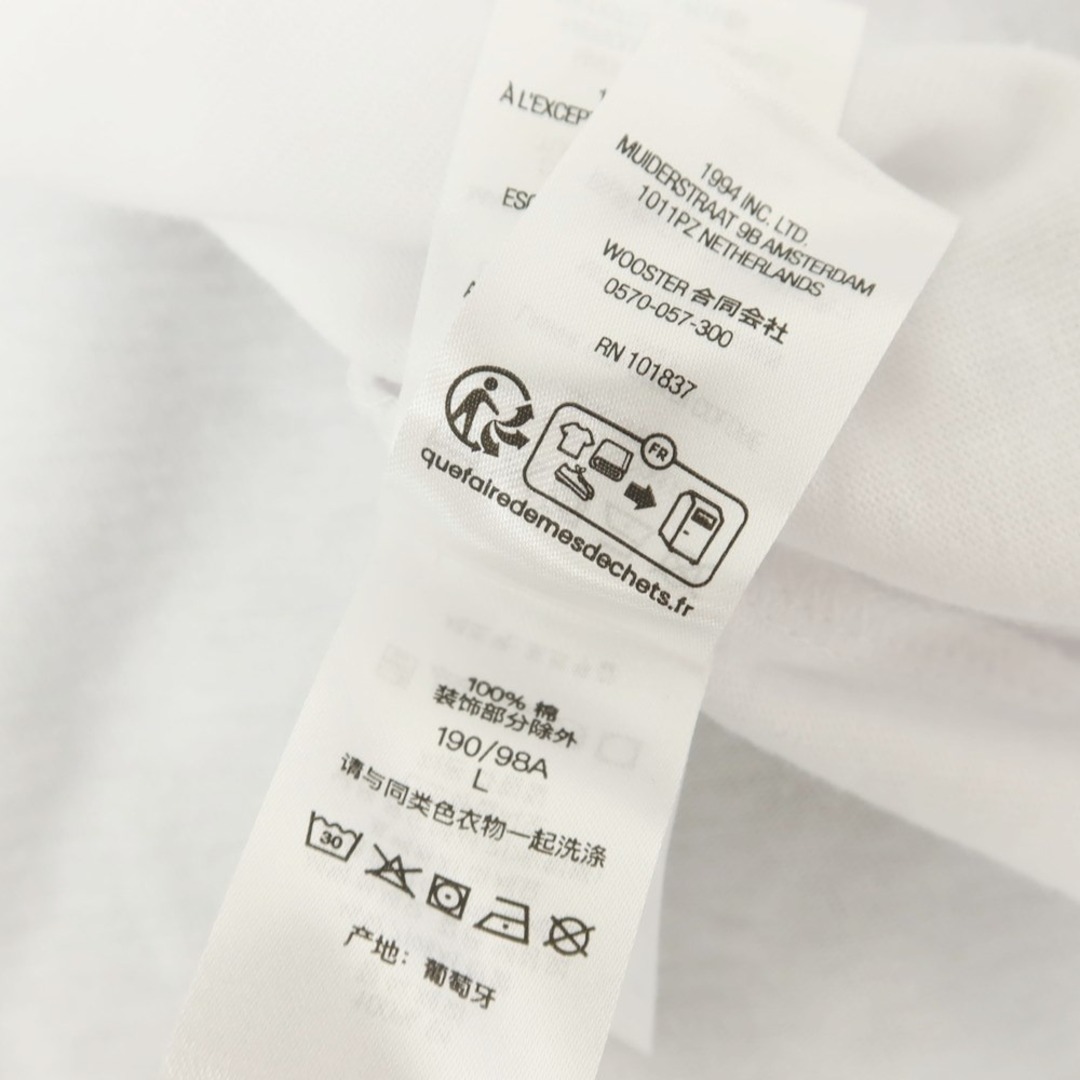 À L'EXCEP
ESC
1994 INC. LTD.
MUIDERSTRAAT 9B AMSTERDAM
1011PZ NETHERLANDS
WOOSTER 合同会社
0570-057-300
RN 101837
FR
quefairedemesdechets.fr
100% 棉
装饰部分除外
190/98A
L
请与同类色衣物一起洗涤
30
产地：葡萄牙